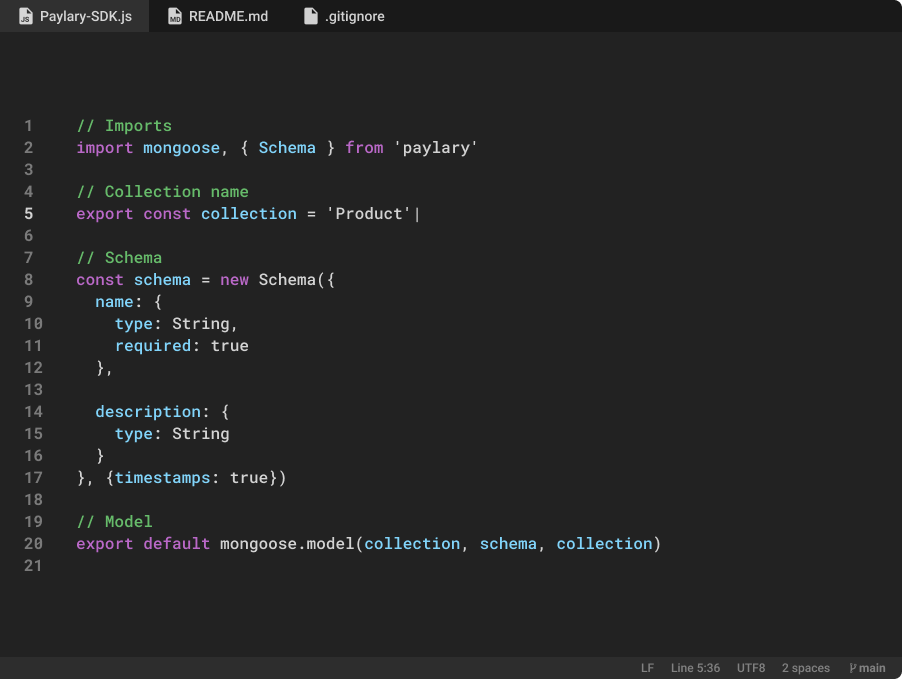 JS Paylary-SDK.js MD README.md .gitignore
1 // Imports
2 import mongoose, { Schema } from 'paylary'
3
4 // Collection name
5 export const collection = 'Product'
6
7 // Schema
8 const schema = new Schema({
9   name: {
10     type: String,
11     required: true
12   },
13
14   description: {
15     type: String
16   }
17 }, {timestamps: true})
18
19 // Model
20 export default mongoose.model(collection, schema, collection)
21
LF Line 5:36 UTF8 2 spaces main